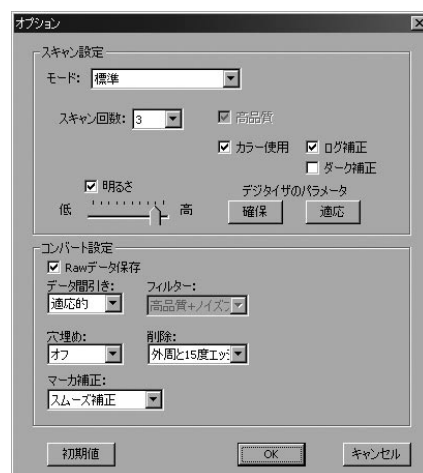 オプション
スキャン設定
モード: 標準
スキャン回数: 3
高品質
カラー使用
ログ補正
ダーク補正
明るさ
低
高
デジタイザのパラメータ
確保
適応
コンバート設定
Rawデータ保存
データ間引き:
フィルター:
適応的
高品質+ノイズフ
穴埋め:
削除:
オフ
外周と15度エッジ
マーカ補正:
スムーズ補正
初期値
OK
キャンセル